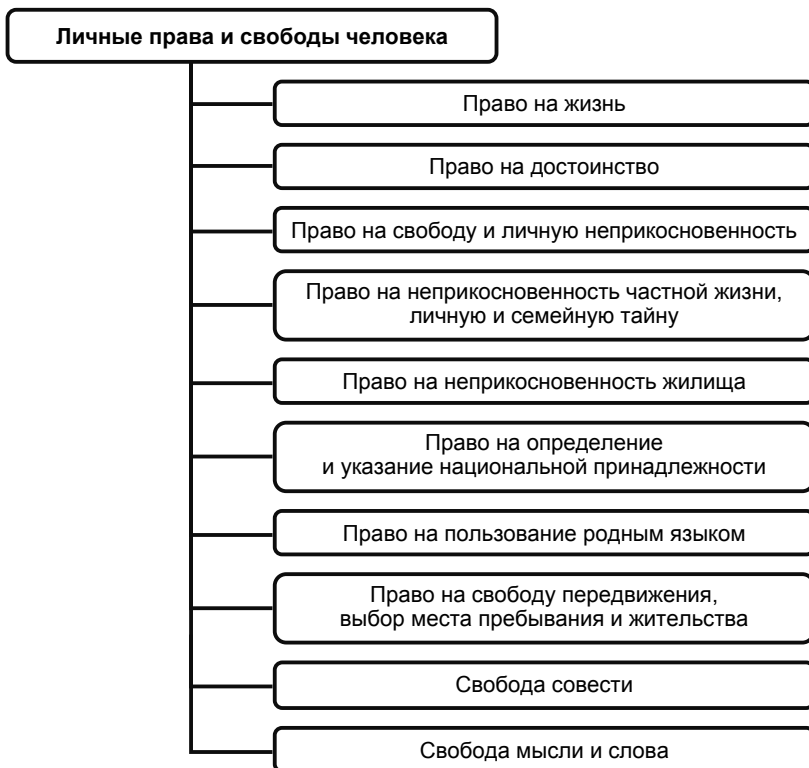 Личные права и свободы человека
Право на жизнь
Право на достоинство
Право на свободу и личную неприкосновенность
Право на неприкосновенность частной жизни,
личную и семейную тайну
Право на неприкосновенность жилища
Право на определение
и указание национальной принадлежности
Право на пользование родным языком
Право на свободу передвижения,
выбор места пребывания и жительства
Свобода совести
Свобода мысли и слова